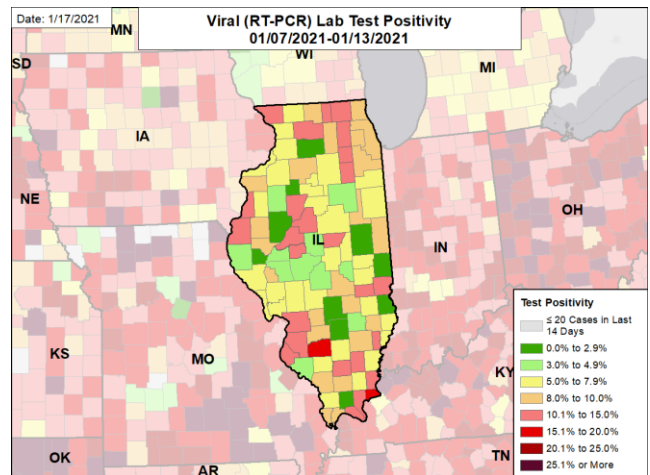 Date: 1/17/2021
Viral (RT-PCR) Lab Test Positivity
01/07/2021-01/13/2021
MN
SD
WI
MI
IA
NE
IL
IN
OH
KS
MO
KY
OK
AR
TN
Test Positivity
≤ 20 Cases in Last
14 Days
0.0% to 2.9%
3.0% to 4.9%
5.0% to 7.9%
8.0% to 10.0%
10.1% to 15.0%
15.1% to 20.0%
20.1% to 25.0%
25.1% or More